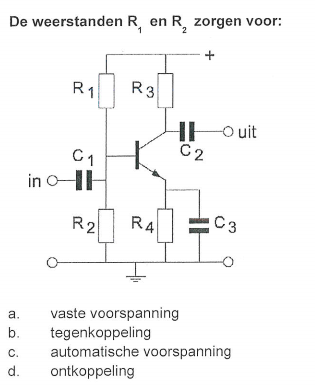 De weerstanden R1 en R2 zorgen voor:
+
R1 R3
uit
C1 C2
in
R2 R4 C3
a. vaste voorspanning
b. tegenkoppeling
c. automatische voorspanning
d. ontkoppeling